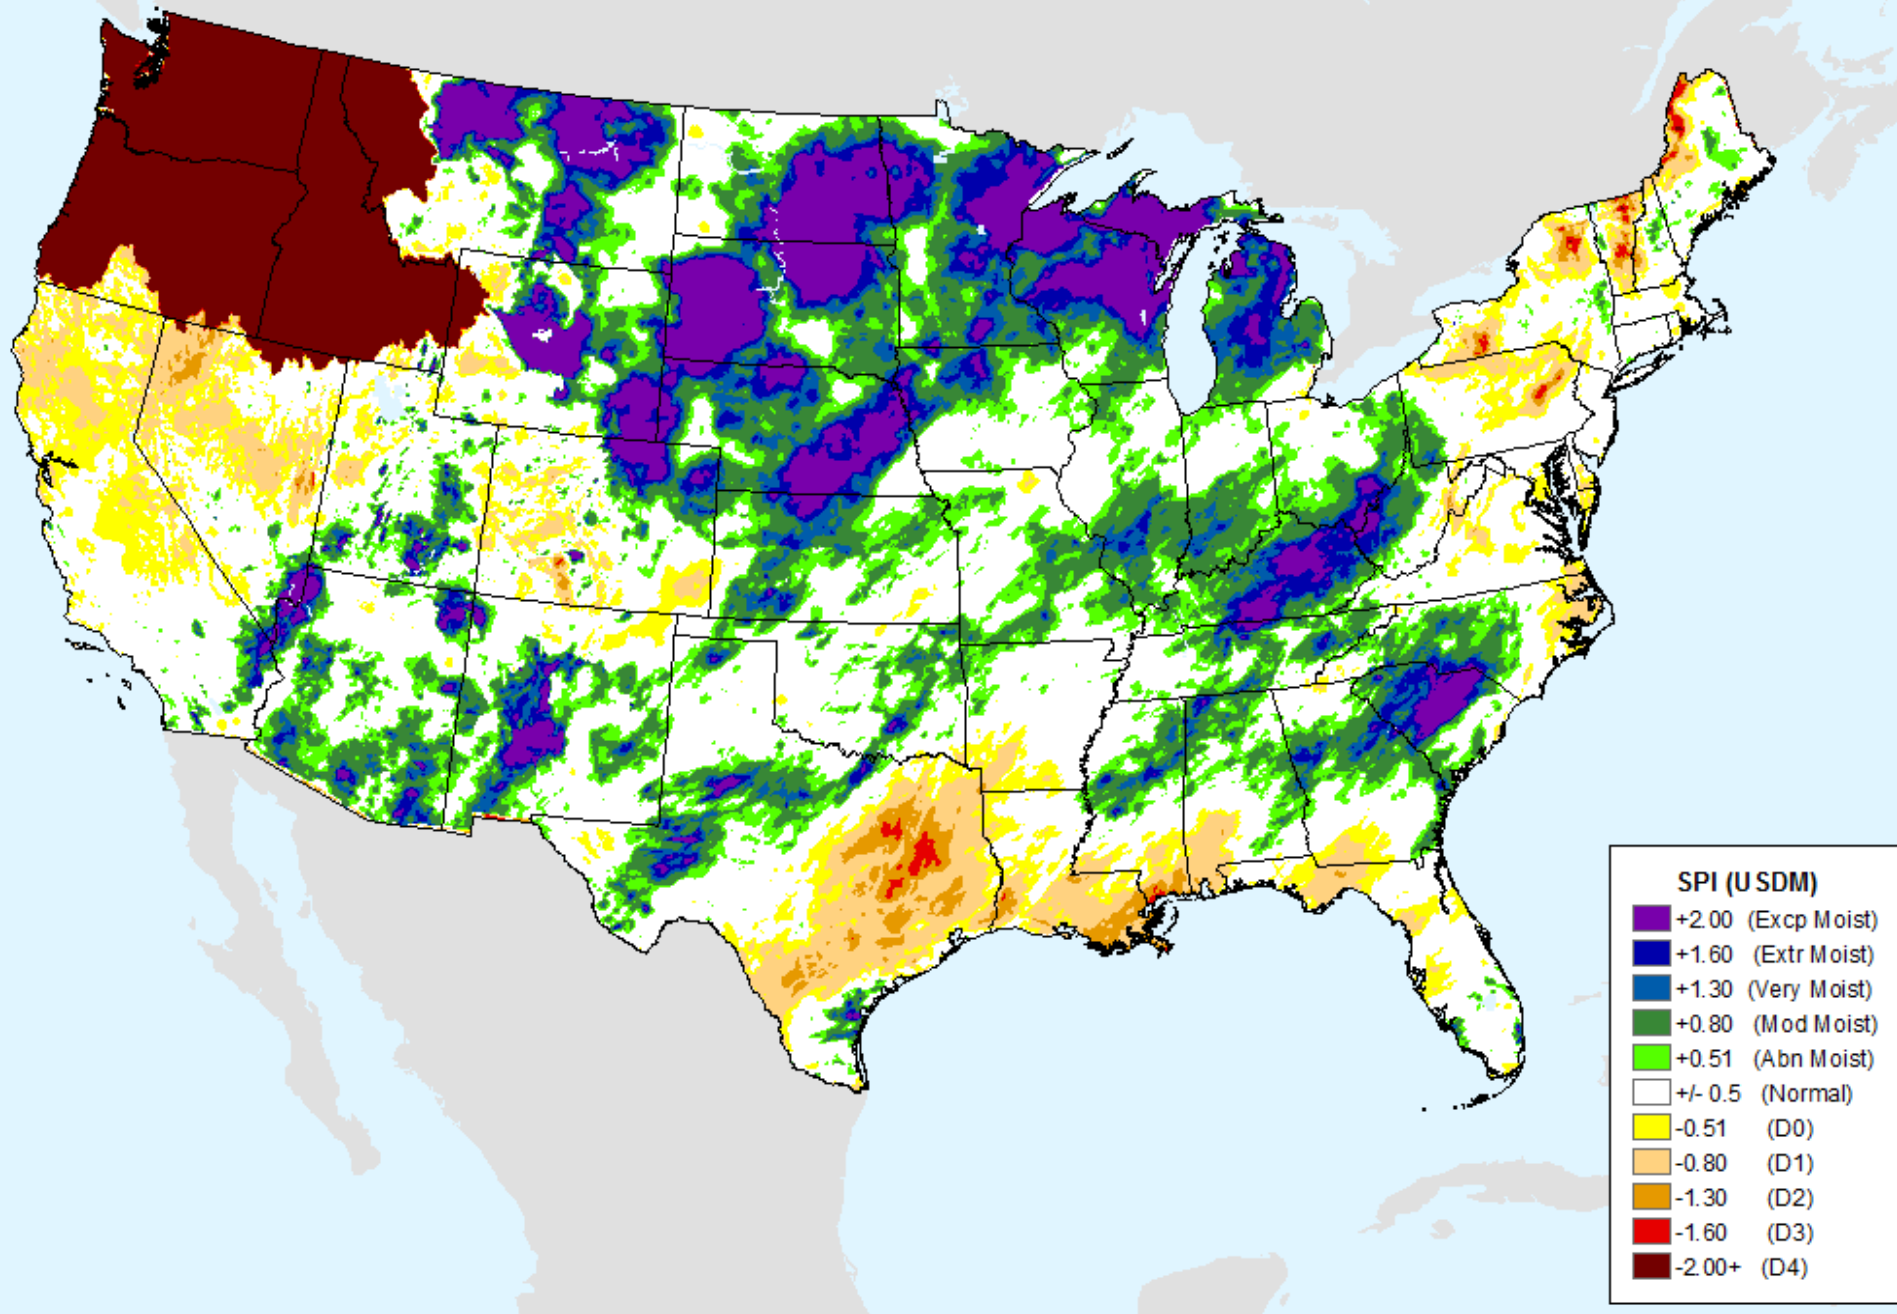 SPI (USDM)
+2.00 (Excp Moist)
+1.60 (Extr Moist)
+1.30 (Very Moist)
+0.80 (Mod Moist)
+0.51 (Abn Moist)
+/- 0.5 (Normal)
-0.51 (D0)
-0.80 (D1)
-1.30 (D2)
-1.60 (D3)
-2.00+ (D4)